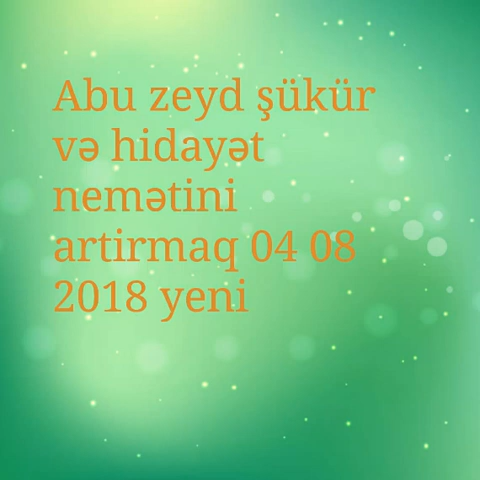 Abu zeyd şükür
və hidayət
nemətini
artirmaq 04 08
2018 yeni